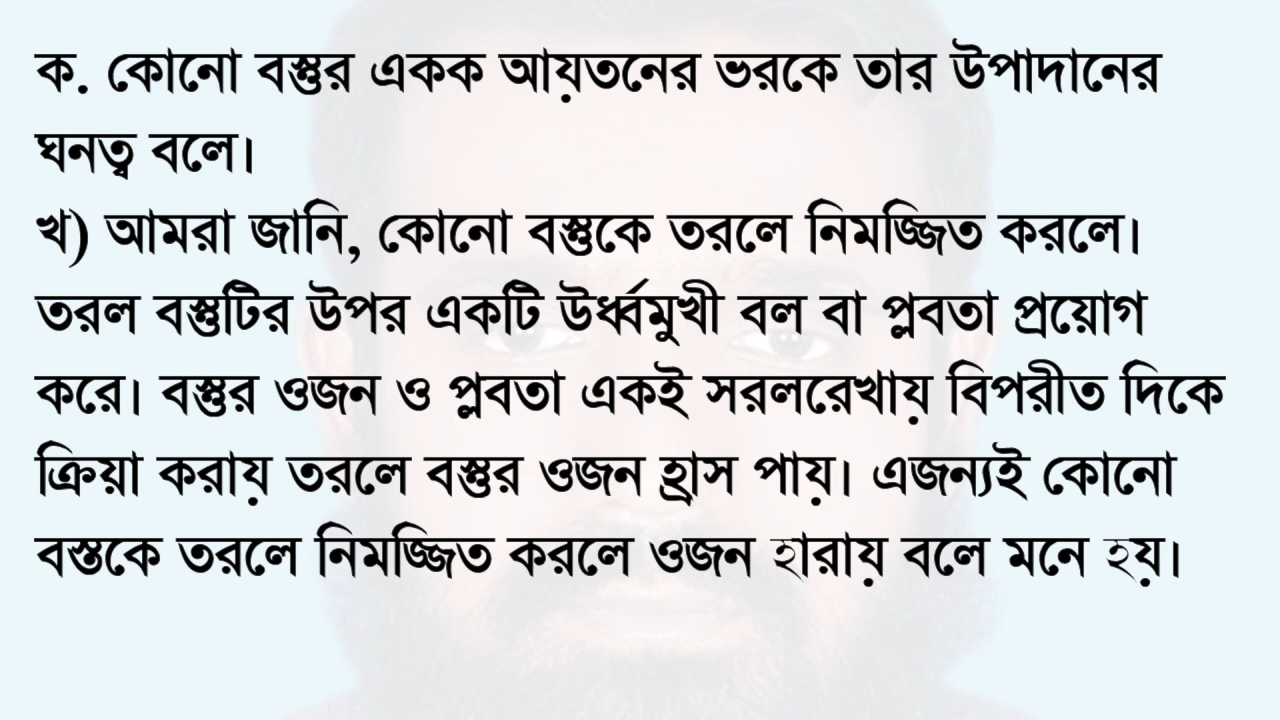 ক. কোনো বস্তুর একক আয়তনের ভরকে তার উপাদানের
ঘনত্ব বলে।
খ) আমরা জানি, কোনো বস্তুকে তরলে নিমজ্জিত করলে।
তরল বস্তুটির উপর একটি উর্ধ্বমুখী বল বা প্লবতা প্রয়োগ
করে। বস্তুর ওজন ও প্লবতা একই সরলরেখায় বিপরীত দিকে
ক্রিয়া করায় তরলে বস্তুর ওজন হ্রাস পায়। এজন্যই কোনো
বস্তকে তরলে নিমজ্জিত করলে ওজন হারায় বলে মনে হয়।